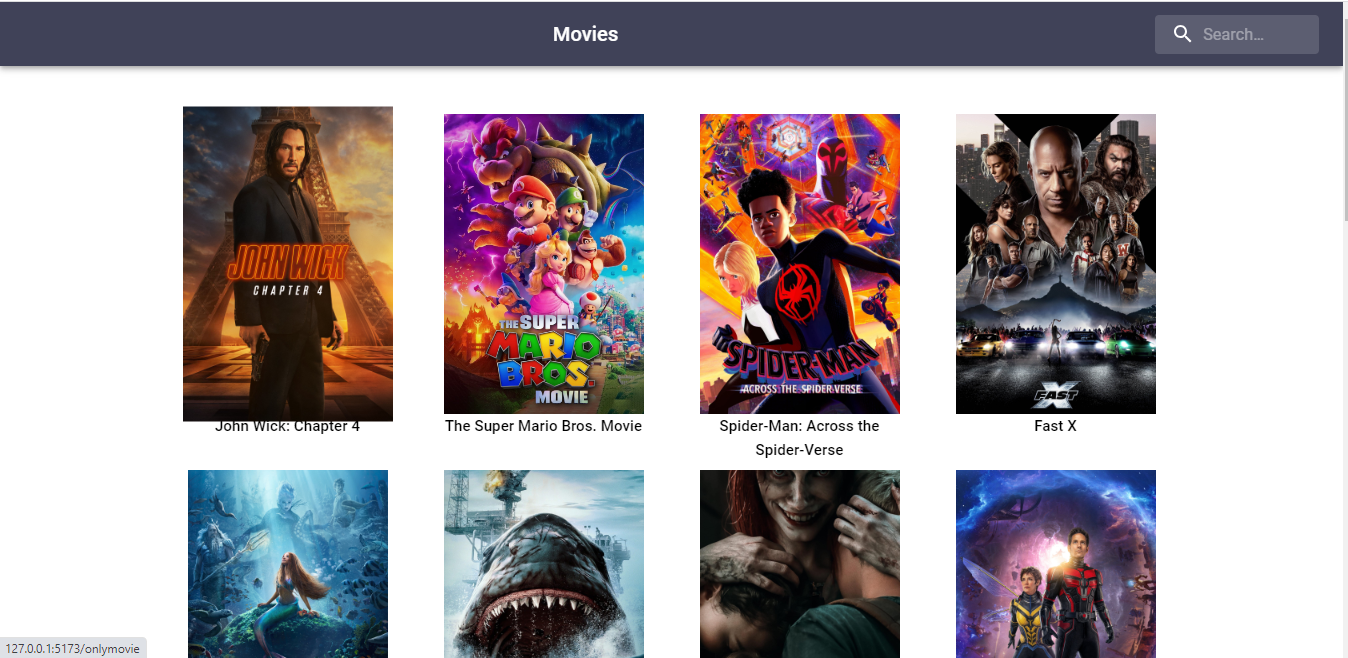 Movies
Search…
JOHN WICK
CHAPTER 4
THE SUPER
MARIO
BROS.
MOVIE
SPIDER-MAN
ACROSS THE SPIDER-VERSE
FAST X
John Wick: Chapter 4
The Super Mario Bros. Movie
Spider-Man: Across the
Spider-Verse
Fast X
127.0.0.1:5173/onlymovie